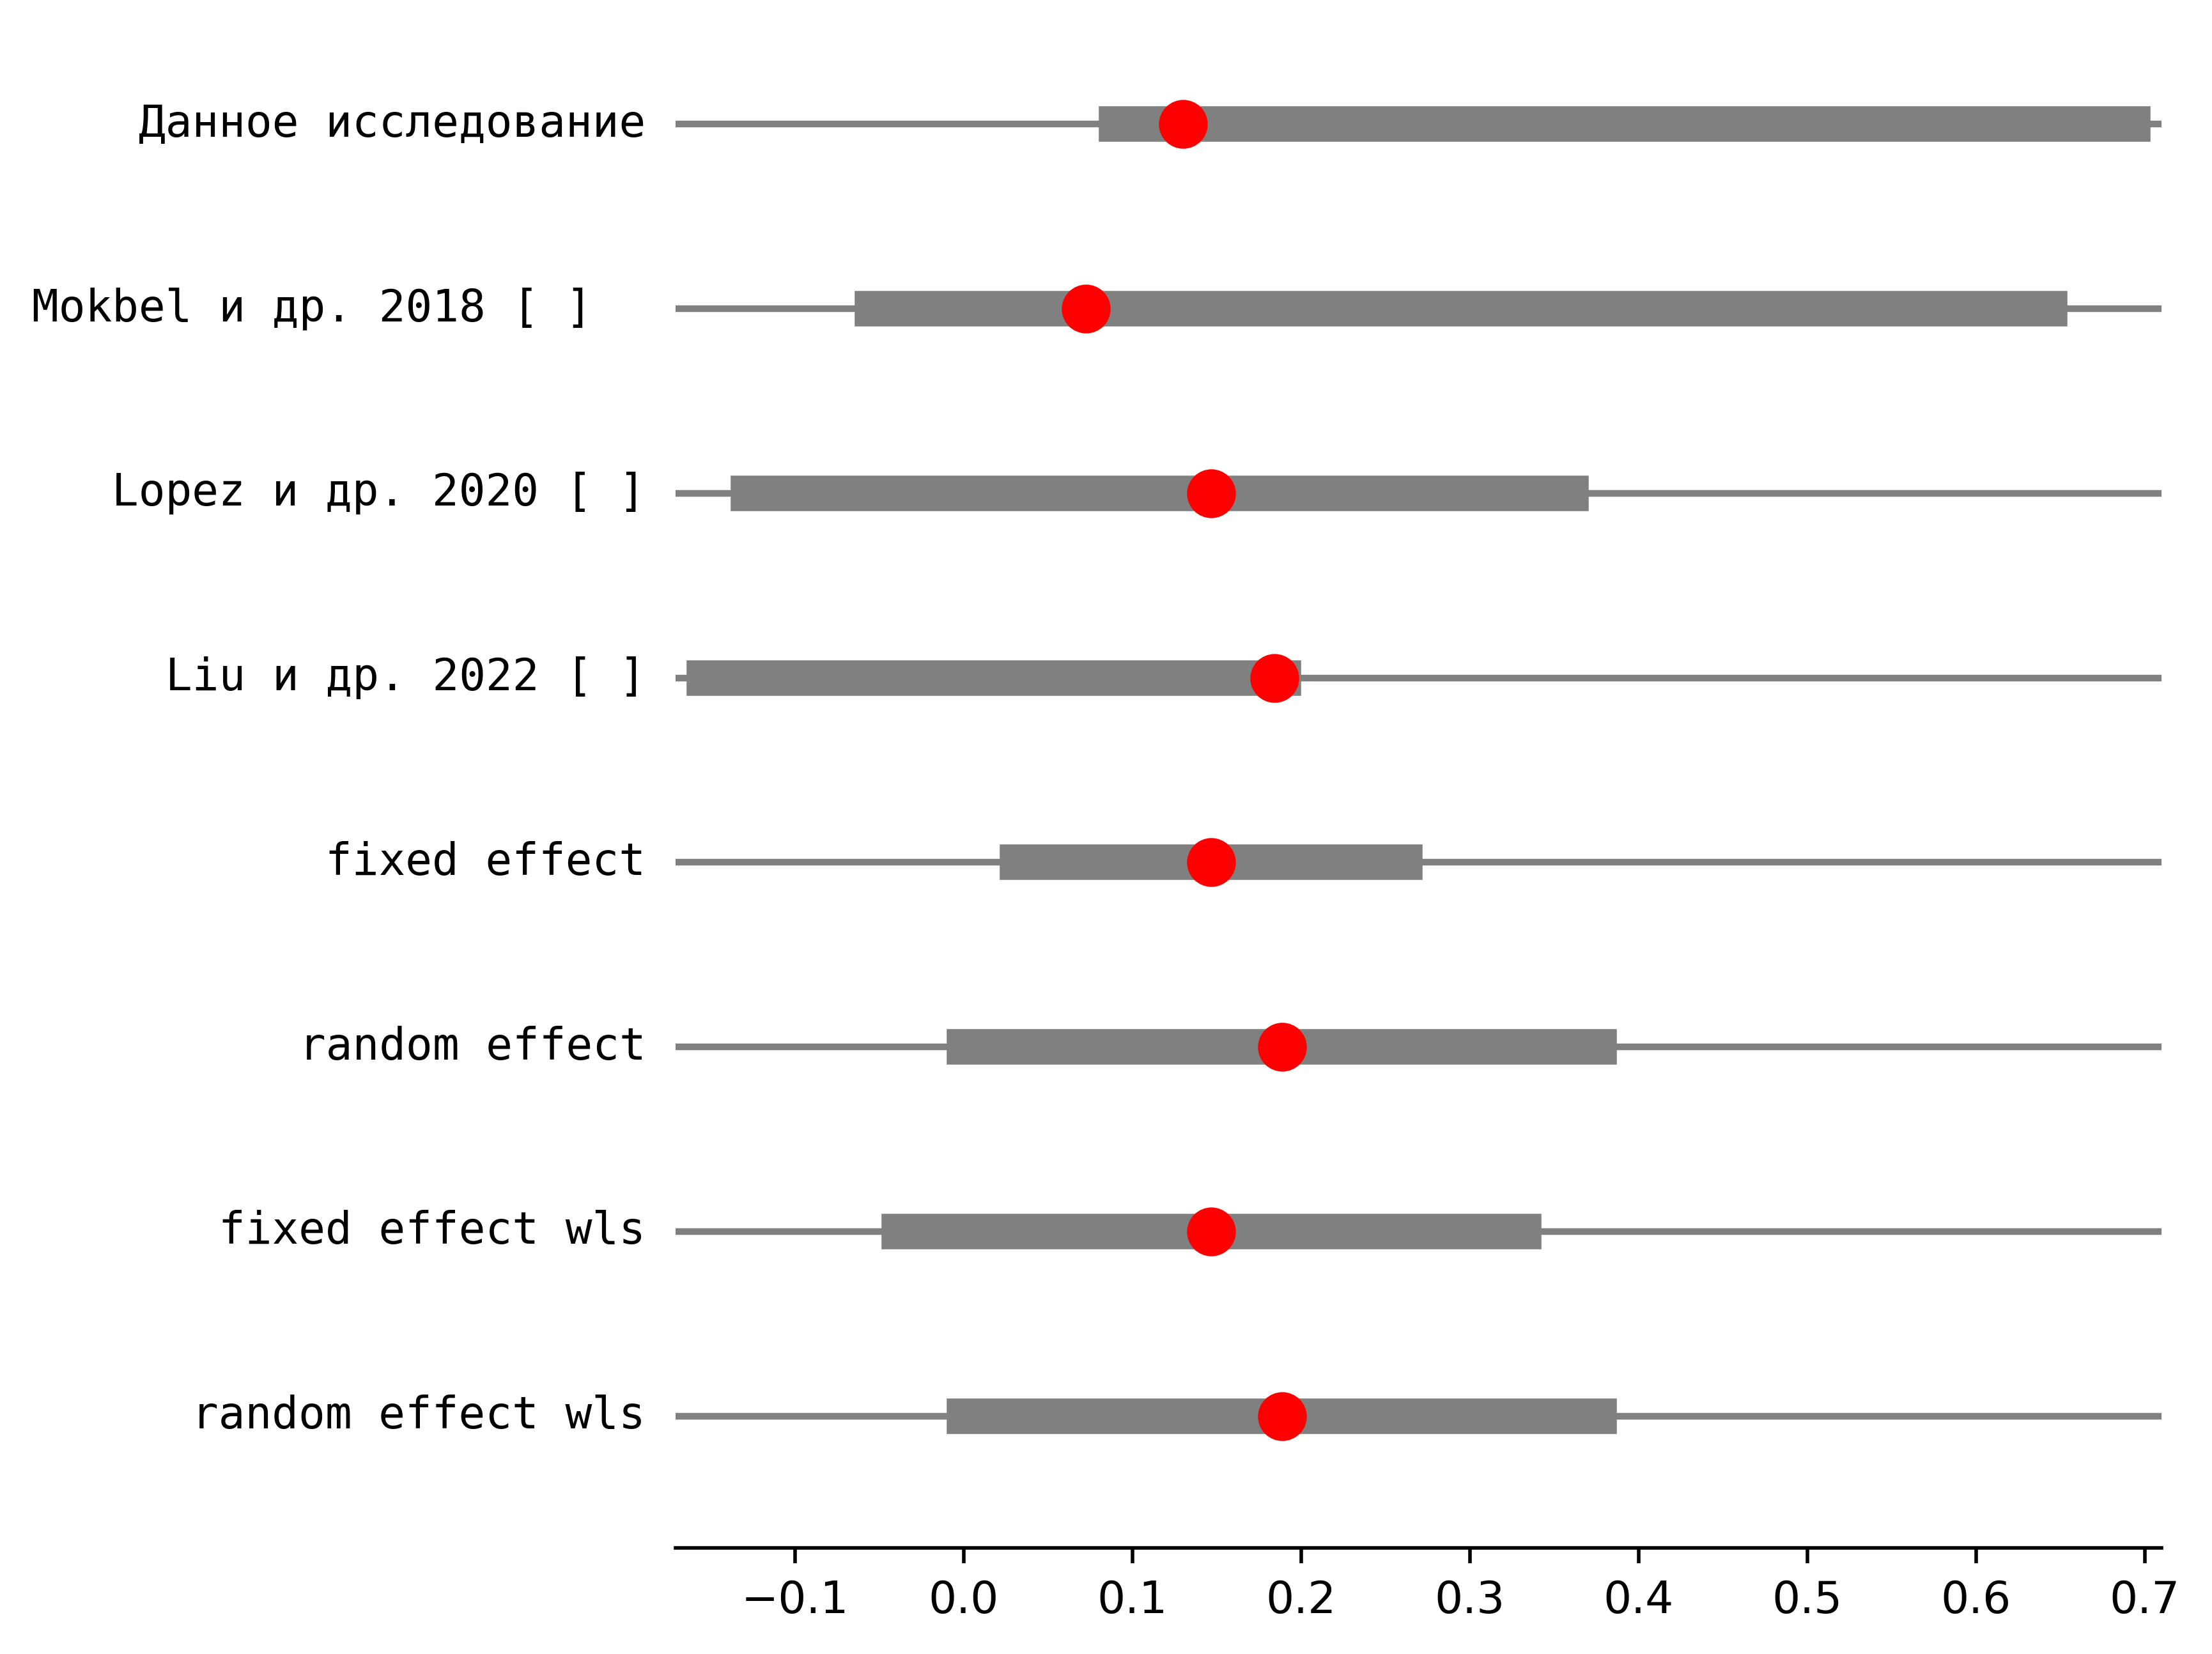 Данное исследование
Mokbel и др. 2018 [ ]
Lopez и др. 2020 [ ]
Liu и др. 2022 [ ]
fixed effect
random effect
fixed effect wls
random effect wls
−0.1 0.0 0.1 0.2 0.3 0.4 0.5 0.6 0.7